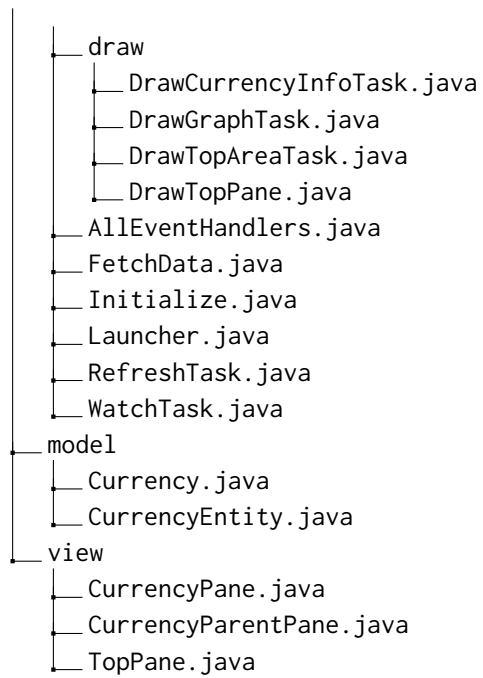 draw
DrawCurrencyInfoTask.java
DrawGraphTask.java
DrawTopAreaTask.java
DrawTopPane.java
AllEventHandlers.java
FetchData.java
Initialize.java
Launcher.java
RefreshTask.java
WatchTask.java
model
Currency.java
CurrencyEntity.java
view
CurrencyPane.java
CurrencyParentPane.java
TopPane.java